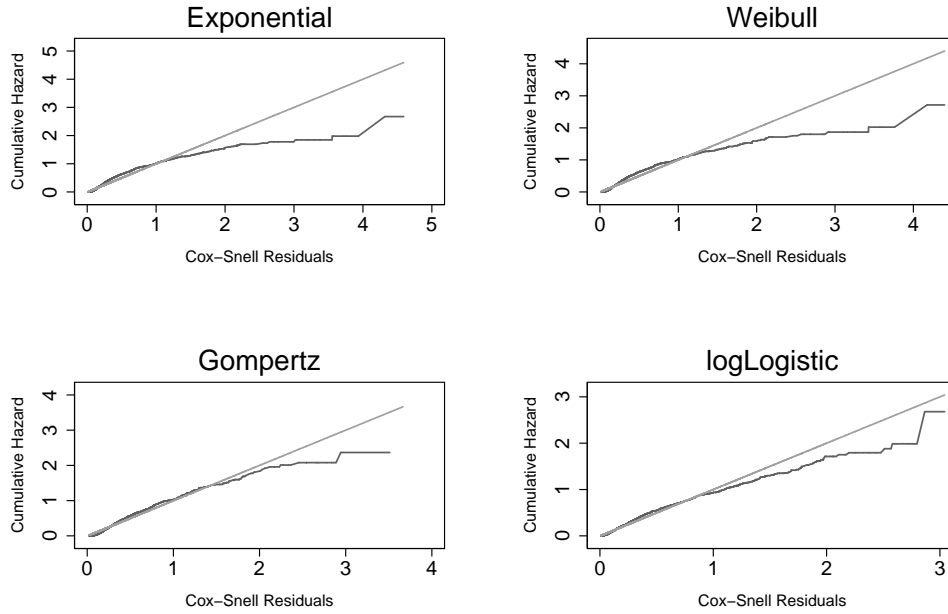 Exponential
Cumulative Hazard
5
4
3
2
1
0
0 1 2 3 4 5
Cox−Snell Residuals
Weibull
Cumulative Hazard
4
3
2
1
0
0 1 2 3 4
Cox−Snell Residuals
Gompertz
Cumulative Hazard
4
3
2
1
0
0 1 2 3 4
Cox−Snell Residuals
logLogistic
Cumulative Hazard
3
2
1
0
0 1 2 3
Cox−Snell Residuals